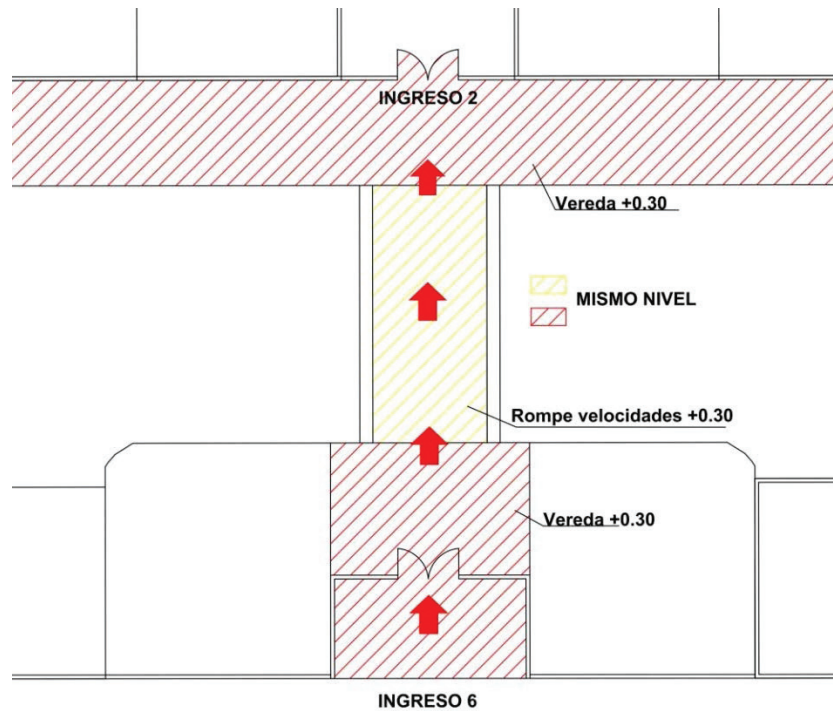 INGRESO 2
Vereda +0.30
MISMO NIVEL
Rompe velocidades +0.30
Vereda +0.30
INGRESO 6